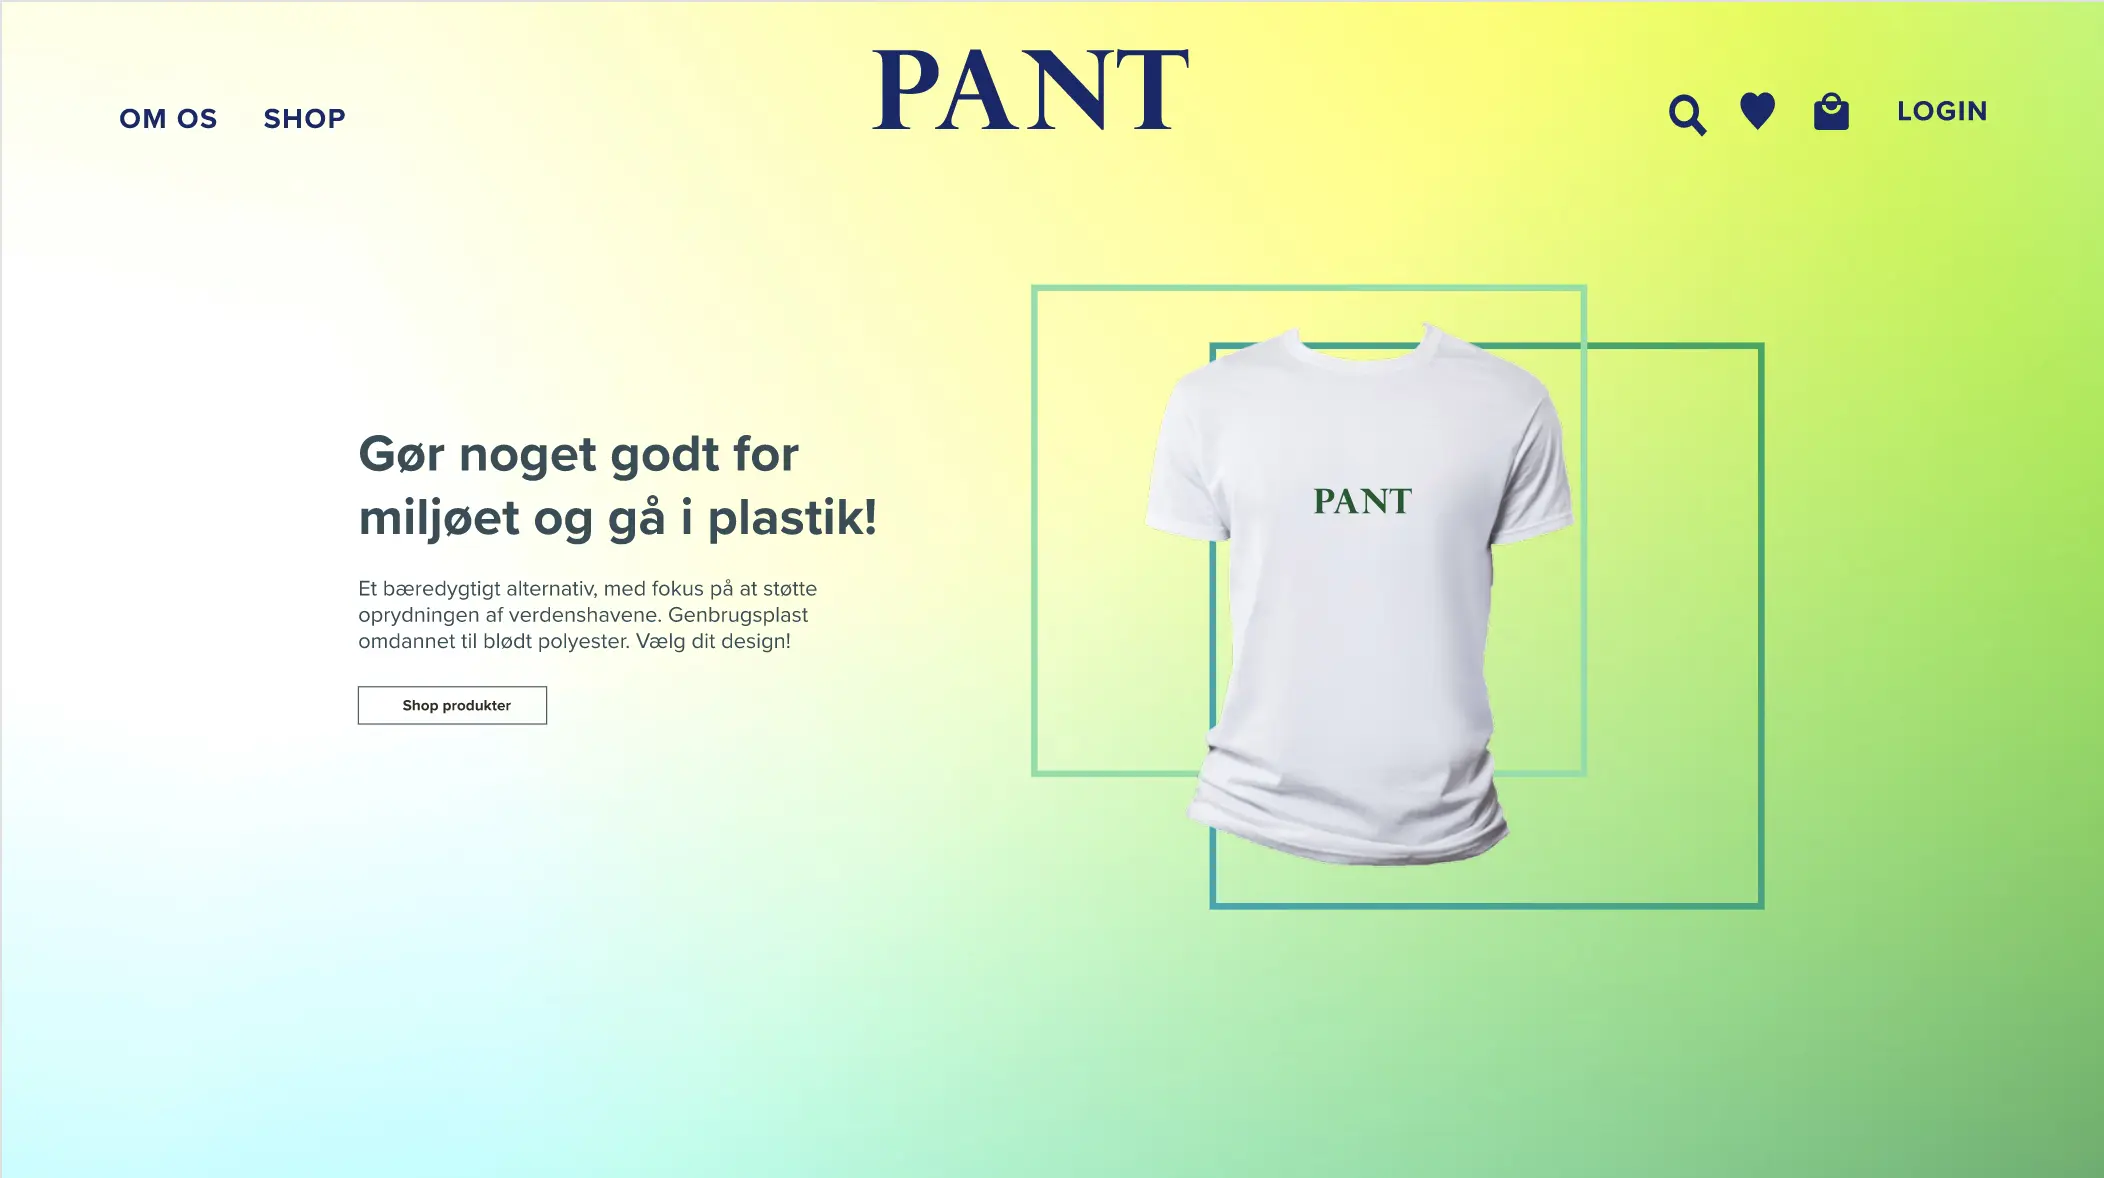 OM OS
SHOP
PANT
LOGIN
Gør noget godt for
miljøet og gå i plastik!
Et bæredygtigt alternativ, med fokus på at støtte
oprydningen af verdenshavene. Genbrugsplast
omdannet til blødt polyester. Vælg dit design!
Shop produkter
PANT